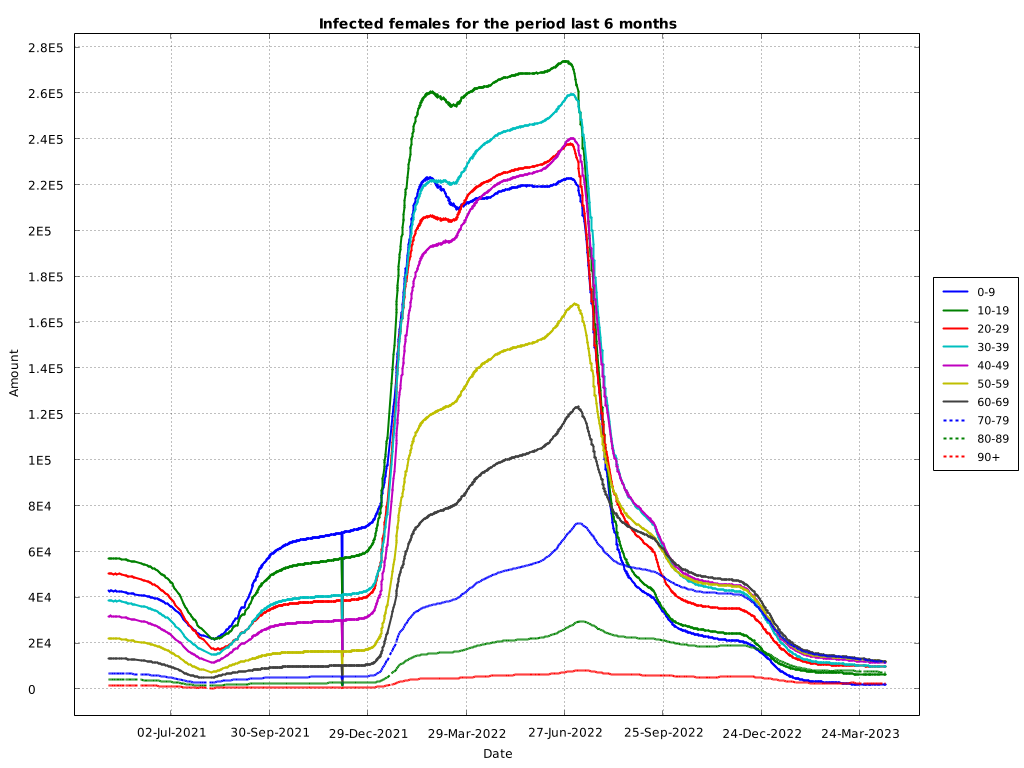 Infected females for the period last 6 months
2.8E5
2.6E5
2.4E5
2.2E5
2E5
1.8E5
1.6E5
1.4E5
1.2E5
1E5
8E4
6E4
4E4
2E4
0
Amount
02-Jul-2021 30-Sep-2021 29-Dec-2021 29-Mar-2022 27-Jun-2022 25-Sep-2022 24-Dec-2022 24-Mar-2023
Date
0-9
10-19
20-29
30-39
40-49
50-59
60-69
70-79
80-89
90+